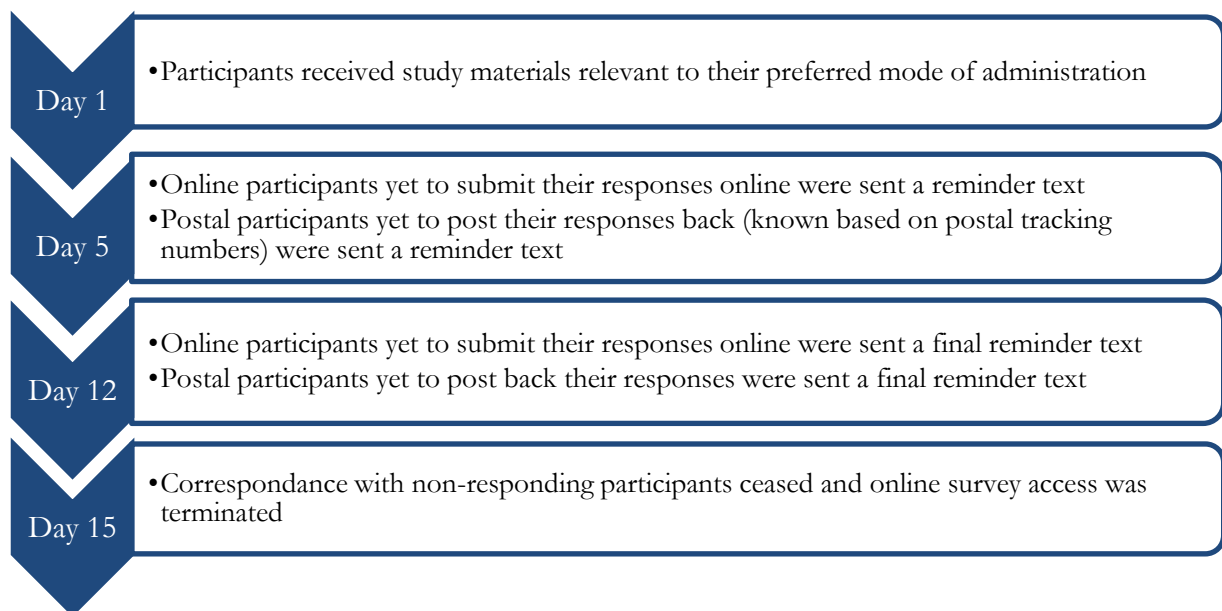 Day 1
•Participants received study materials relevant to their preferred mode of administration
Day 5
•Online participants yet to submit their responses online were sent a reminder text
•Postal participants yet to post their responses back (known based on postal tracking
numbers) were sent a reminder text
Day 12
•Online participants yet to submit their responses online were sent a final reminder text
•Postal participants yet to post back their responses were sent a final reminder text
Day 15
•Correspondance with non-responding participants ceased and online survey access was
terminated